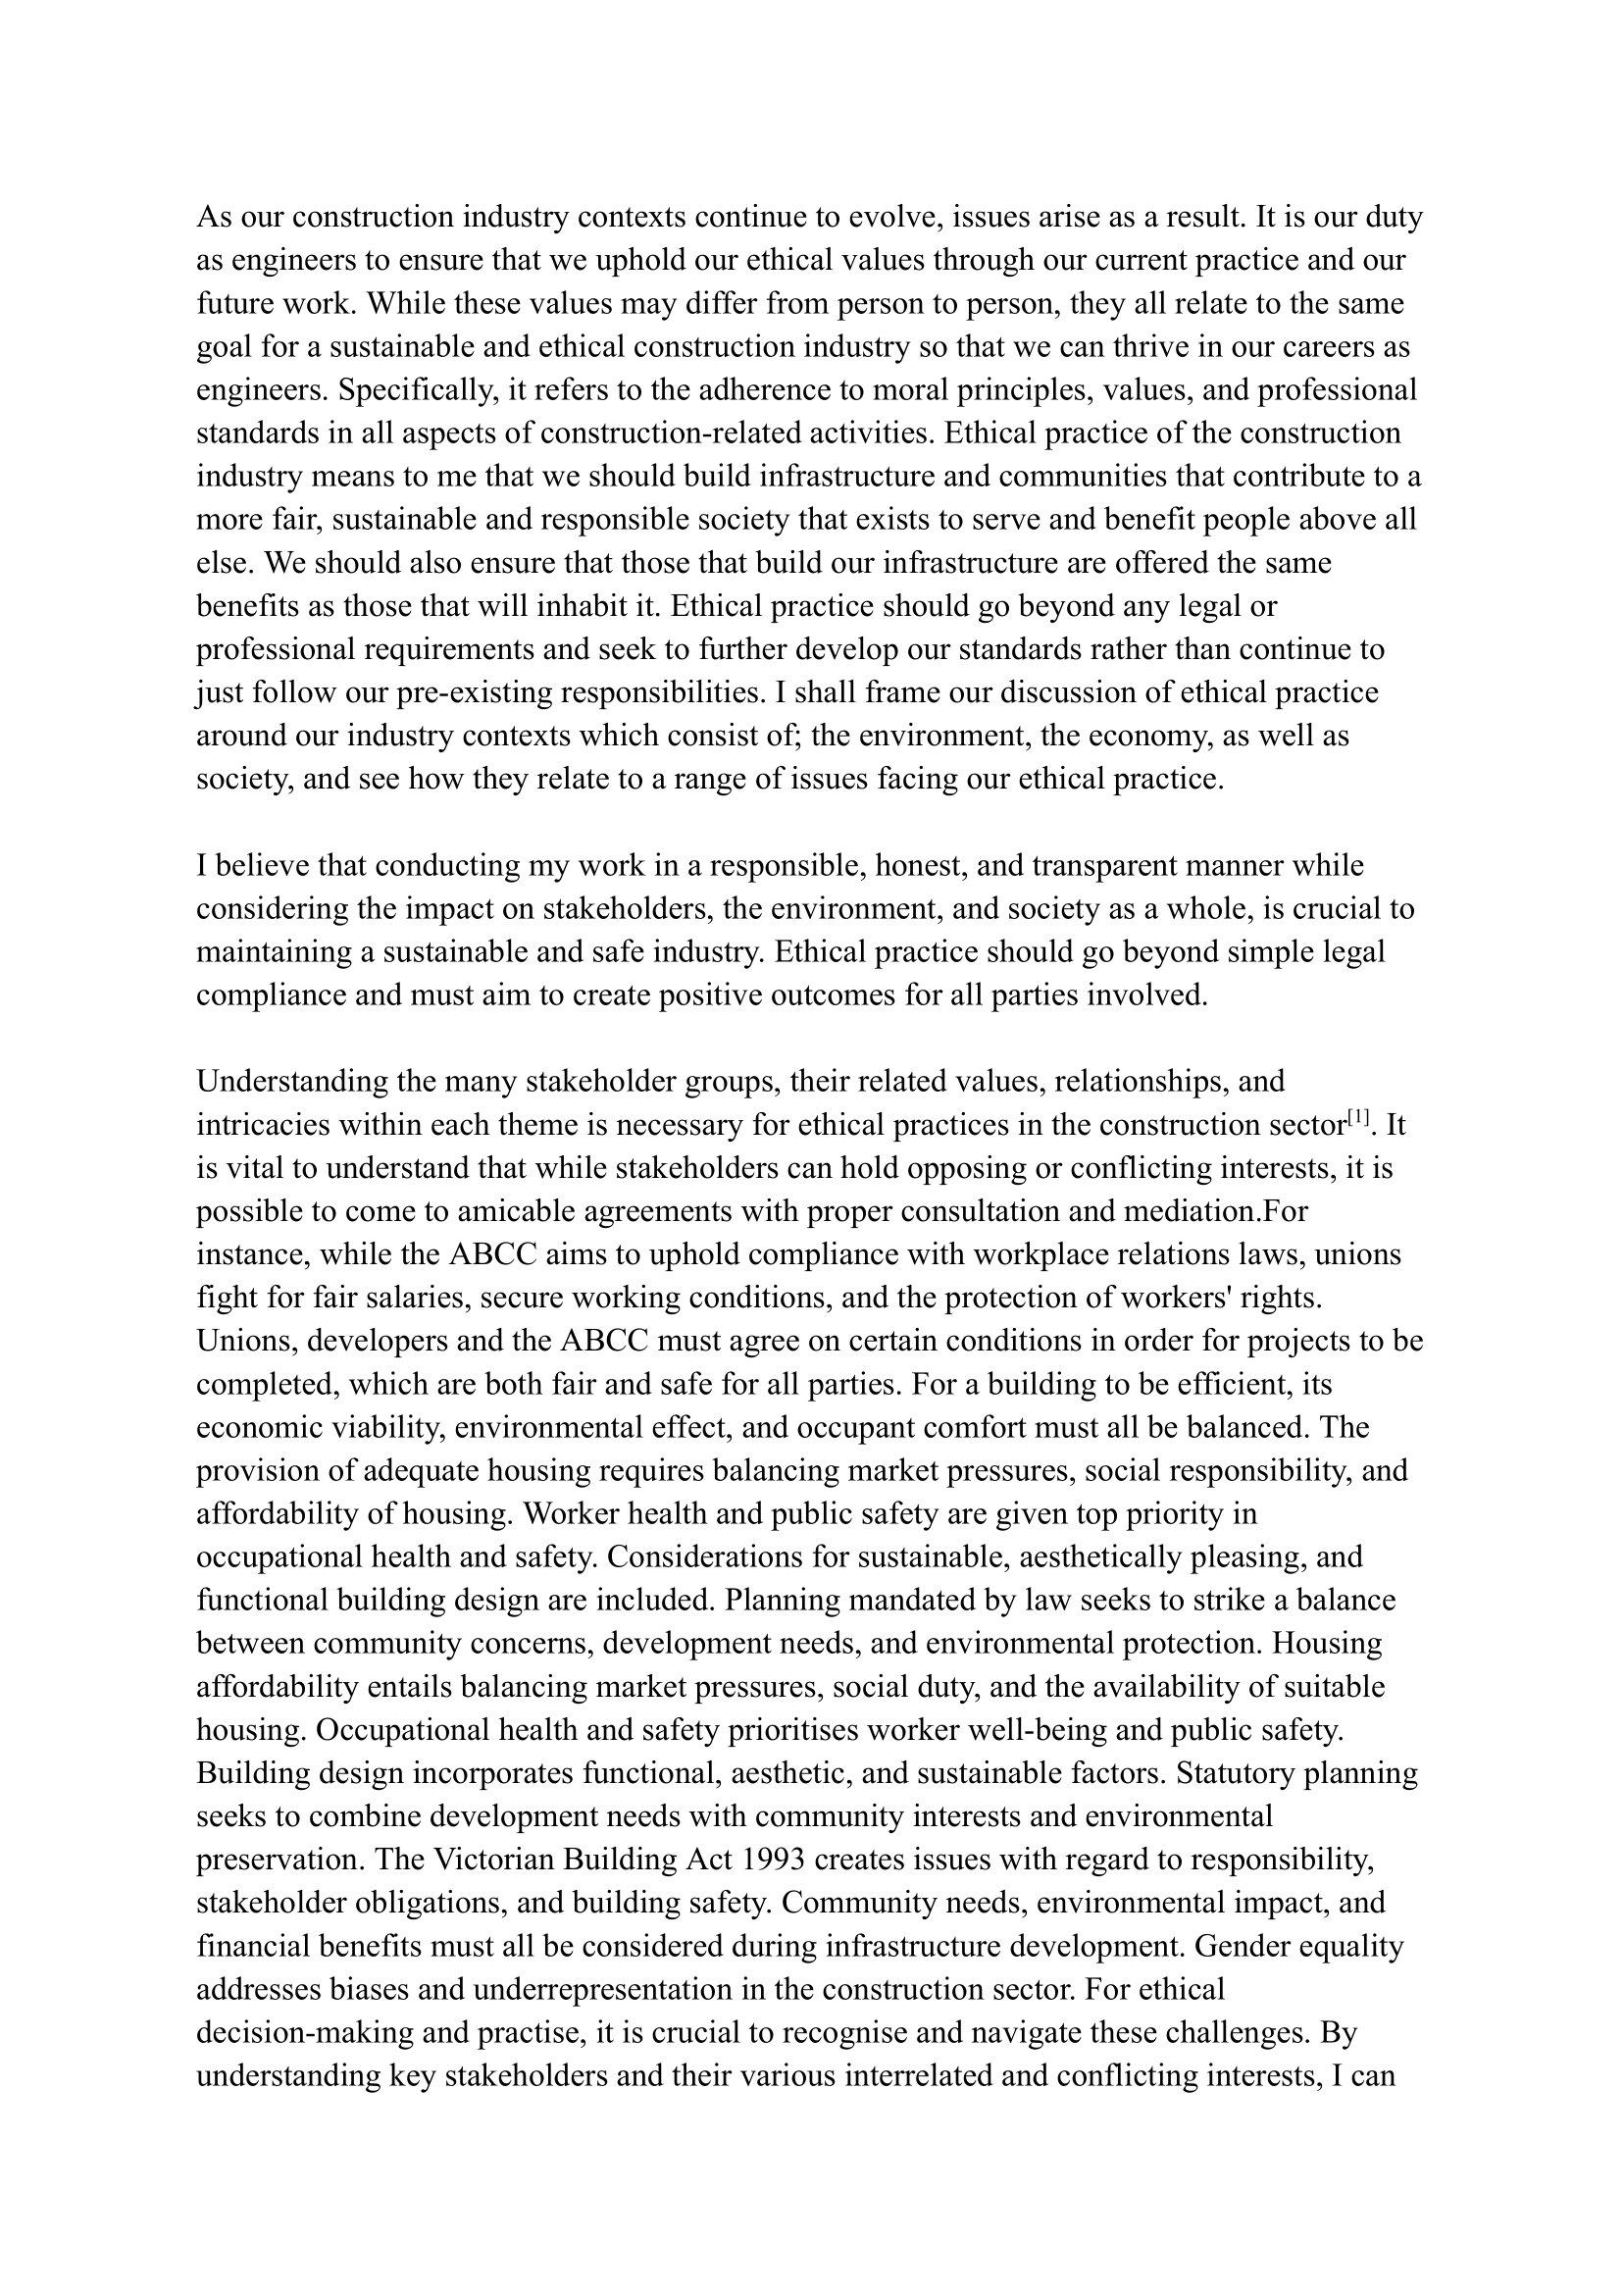 As our construction industry contexts continue to evolve, issues arise as a result. It is our duty
as engineers to ensure that we uphold our ethical values through our current practice and our
future work. While these values may differ from person to person, they all relate to the same
goal for a sustainable and ethical construction industry so that we can thrive in our careers as
engineers. Specifically, it refers to the adherence to moral principles, values, and professional
standards in all aspects of construction-related activities. Ethical practice of the construction
industry means to me that we should build infrastructure and communities that contribute to a
more fair, sustainable and responsible society that exists to serve and benefit people above all
else. We should also ensure that those that build our infrastructure are offered the same
benefits as those that will inhabit it. Ethical practice should go beyond any legal or
professional requirements and seek to further develop our standards rather than continue to
just follow our pre-existing responsibilities. I shall frame our discussion of ethical practice
around our industry contexts which consist of; the environment, the economy, as well as
society, and see how they relate to a range of issues facing our ethical practice.
I believe that conducting my work in a responsible, honest, and transparent manner while
considering the impact on stakeholders, the environment, and society as a whole, is crucial to
maintaining a sustainable and safe industry. Ethical practice should go beyond simple legal
compliance and must aim to create positive outcomes for all parties involved.
Understanding the many stakeholder groups, their related values, relationships, and
intricacies within each theme is necessary for ethical practices in the construction sector[1]. It
is vital to understand that while stakeholders can hold opposing or conflicting interests, it is
possible to come to amicable agreements with proper consultation and mediation.For
instance, while the ABCC aims to uphold compliance with workplace relations laws, unions
fight for fair salaries, secure working conditions, and the protection of workers' rights.
Unions, developers and the ABCC must agree on certain conditions in order for projects to be
completed, which are both fair and safe for all parties. For a building to be efficient, its
economic viability, environmental effect, and occupant comfort must all be balanced. The
provision of adequate housing requires balancing market pressures, social responsibility, and
affordability of housing. Worker health and public safety are given top priority in
occupational health and safety. Considerations for sustainable, aesthetically pleasing, and
functional building design are included. Planning mandated by law seeks to strike a balance
between community concerns, development needs, and environmental protection. Housing
affordability entails balancing market pressures, social duty, and the availability of suitable
housing. Occupational health and safety prioritises worker well-being and public safety.
Building design incorporates functional, aesthetic, and sustainable factors. Statutory planning
seeks to combine development needs with community interests and environmental
preservation. The Victorian Building Act 1993 creates issues with regard to responsibility,
stakeholder obligations, and building safety. Community needs, environmental impact, and
financial benefits must all be considered during infrastructure development. Gender equality
addresses biases and underrepresentation in the construction sector. For ethical
decision-making and practise, it is crucial to recognise and navigate these challenges. By
understanding key stakeholders and their various interrelated and conflicting interests, I can